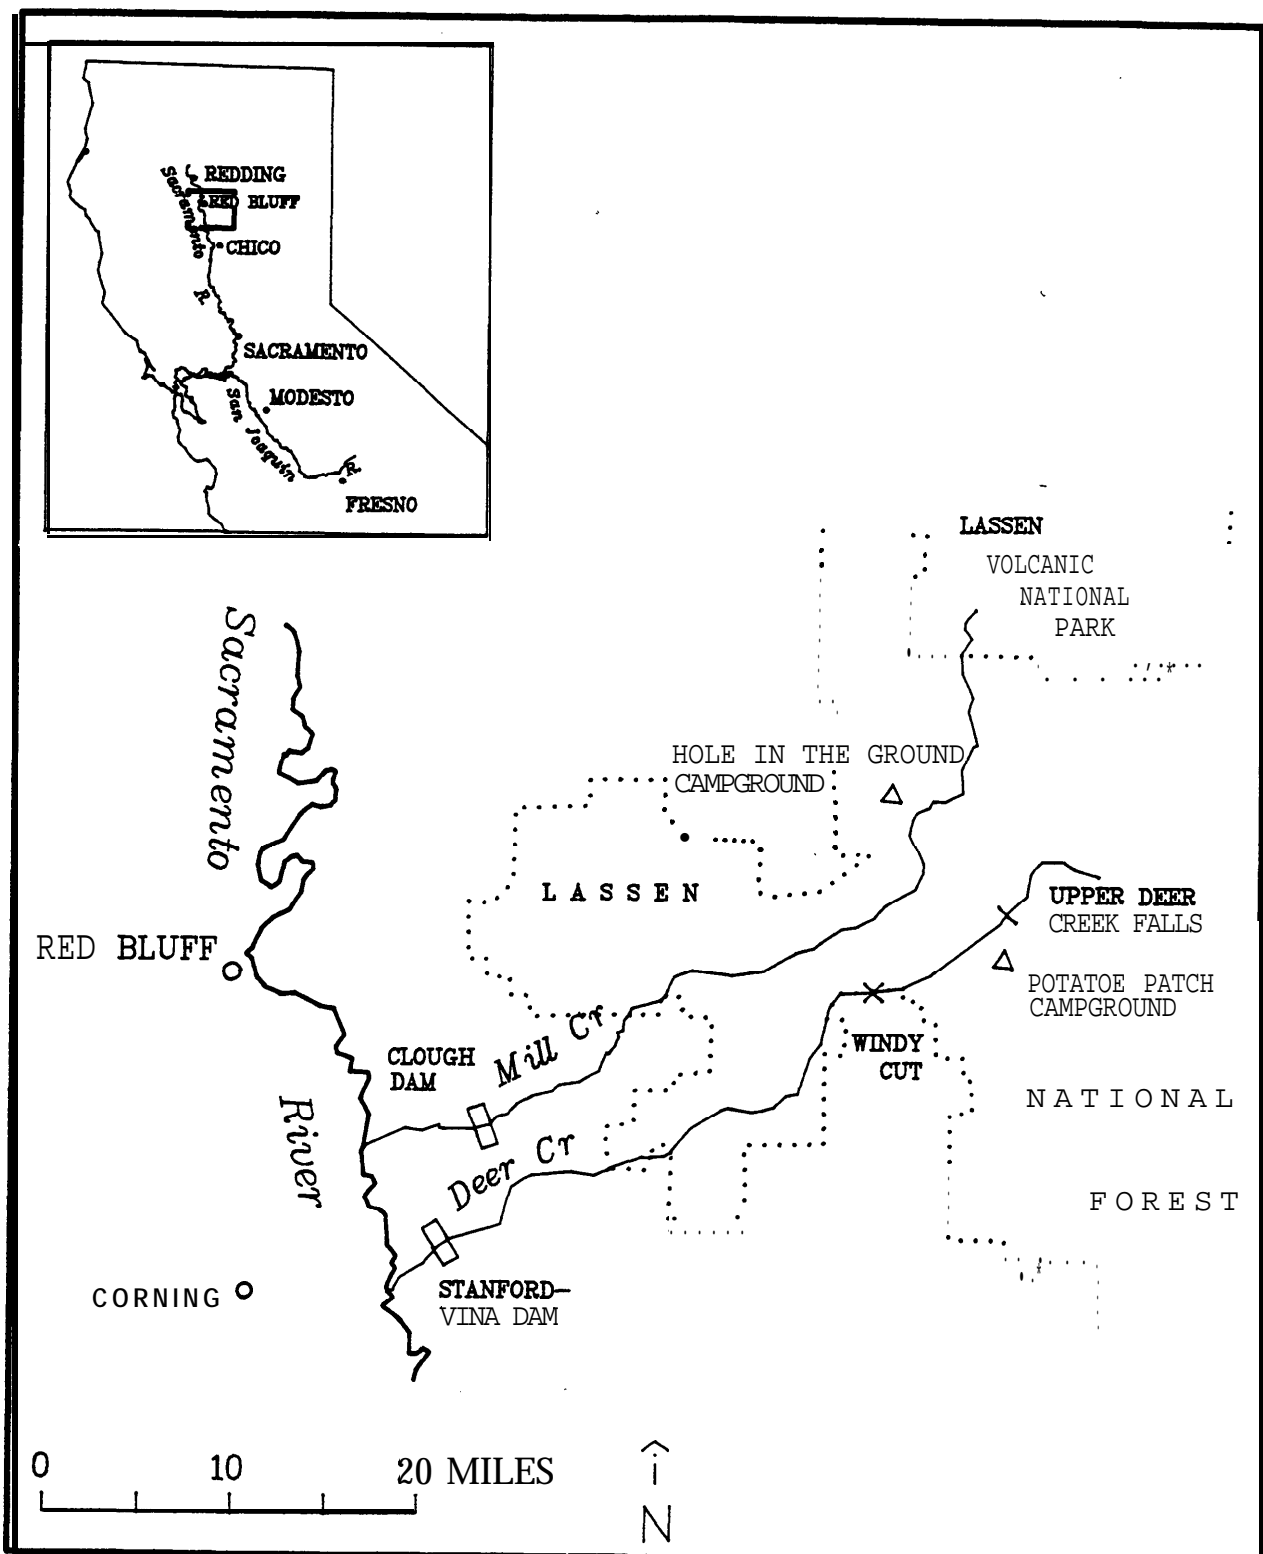 REDDING
Sacramento
RED BLUFF
CHICO
R.
SACRAMENTO
MODESTO
San Joaquin
R.
FRESNO
LASSEN
VOLCANIC
NATIONAL
PARK
Sacramento
HOLE IN THE GROUND
CAMPGROUND
LASSEN
UPPER DEER
CREEK FALLS
RED BLUFF
POTATOE PATCH
CAMPGROUND
WINDY
CUT
CLOUGH
DAM
Mill Cr
NATIONAL
River
Deer Cr
FOREST
STANFORD-
VINA DAM
CORNING
0 10 20 MILES
N